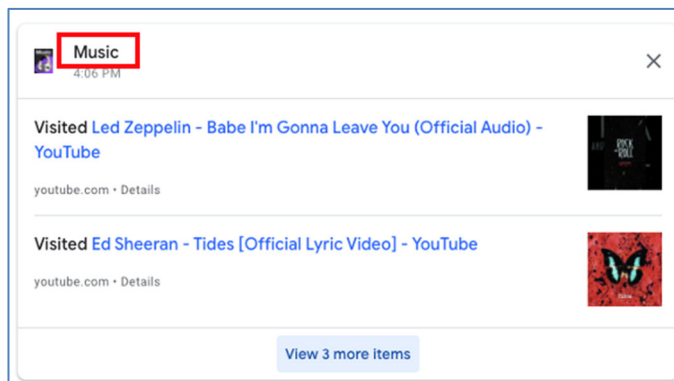 Music
4:06 PM
Visited Led Zeppelin - Babe I'm Gonna Leave You (Official Audio) -
YouTube
youtube.com • Details
Visited Ed Sheeran - Tides [Official Lyric Video] - YouTube
youtube.com • Details
View 3 more items